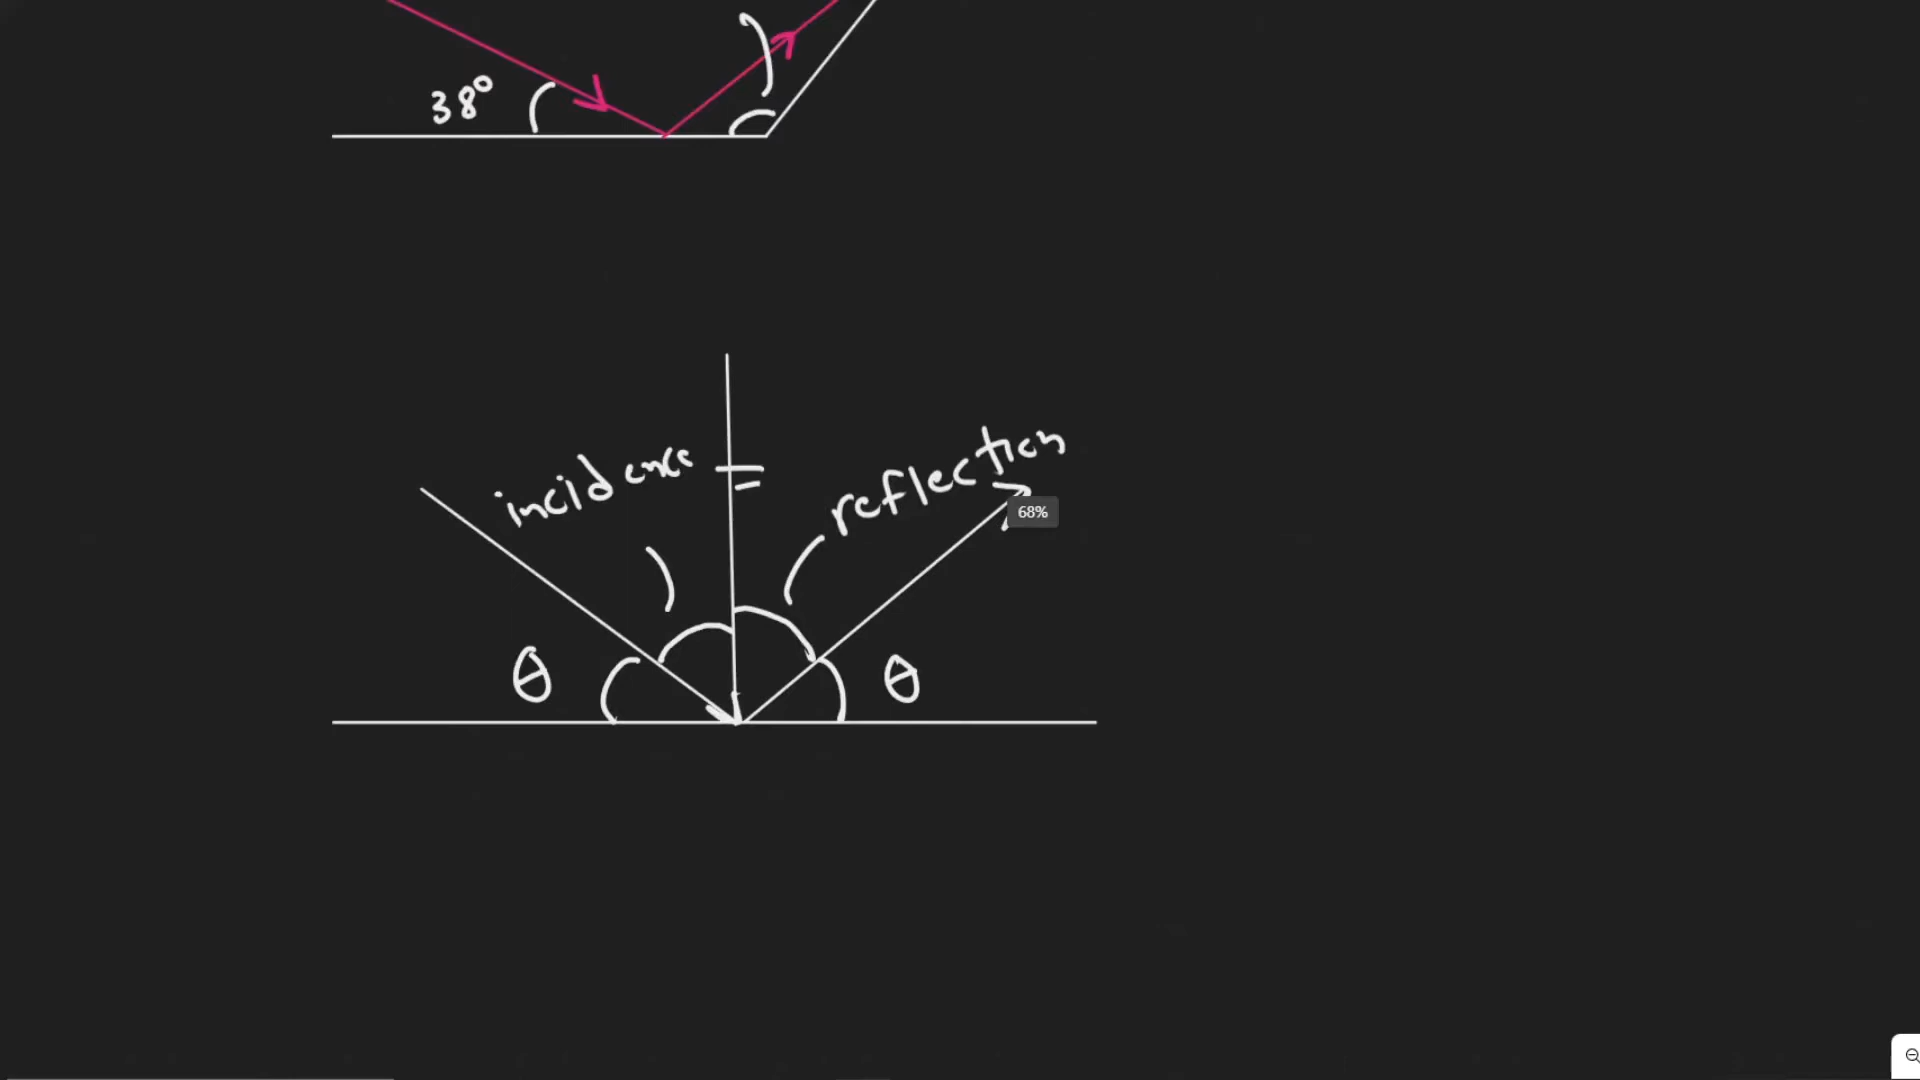 38°
incidence = reflection
68%
θ θ